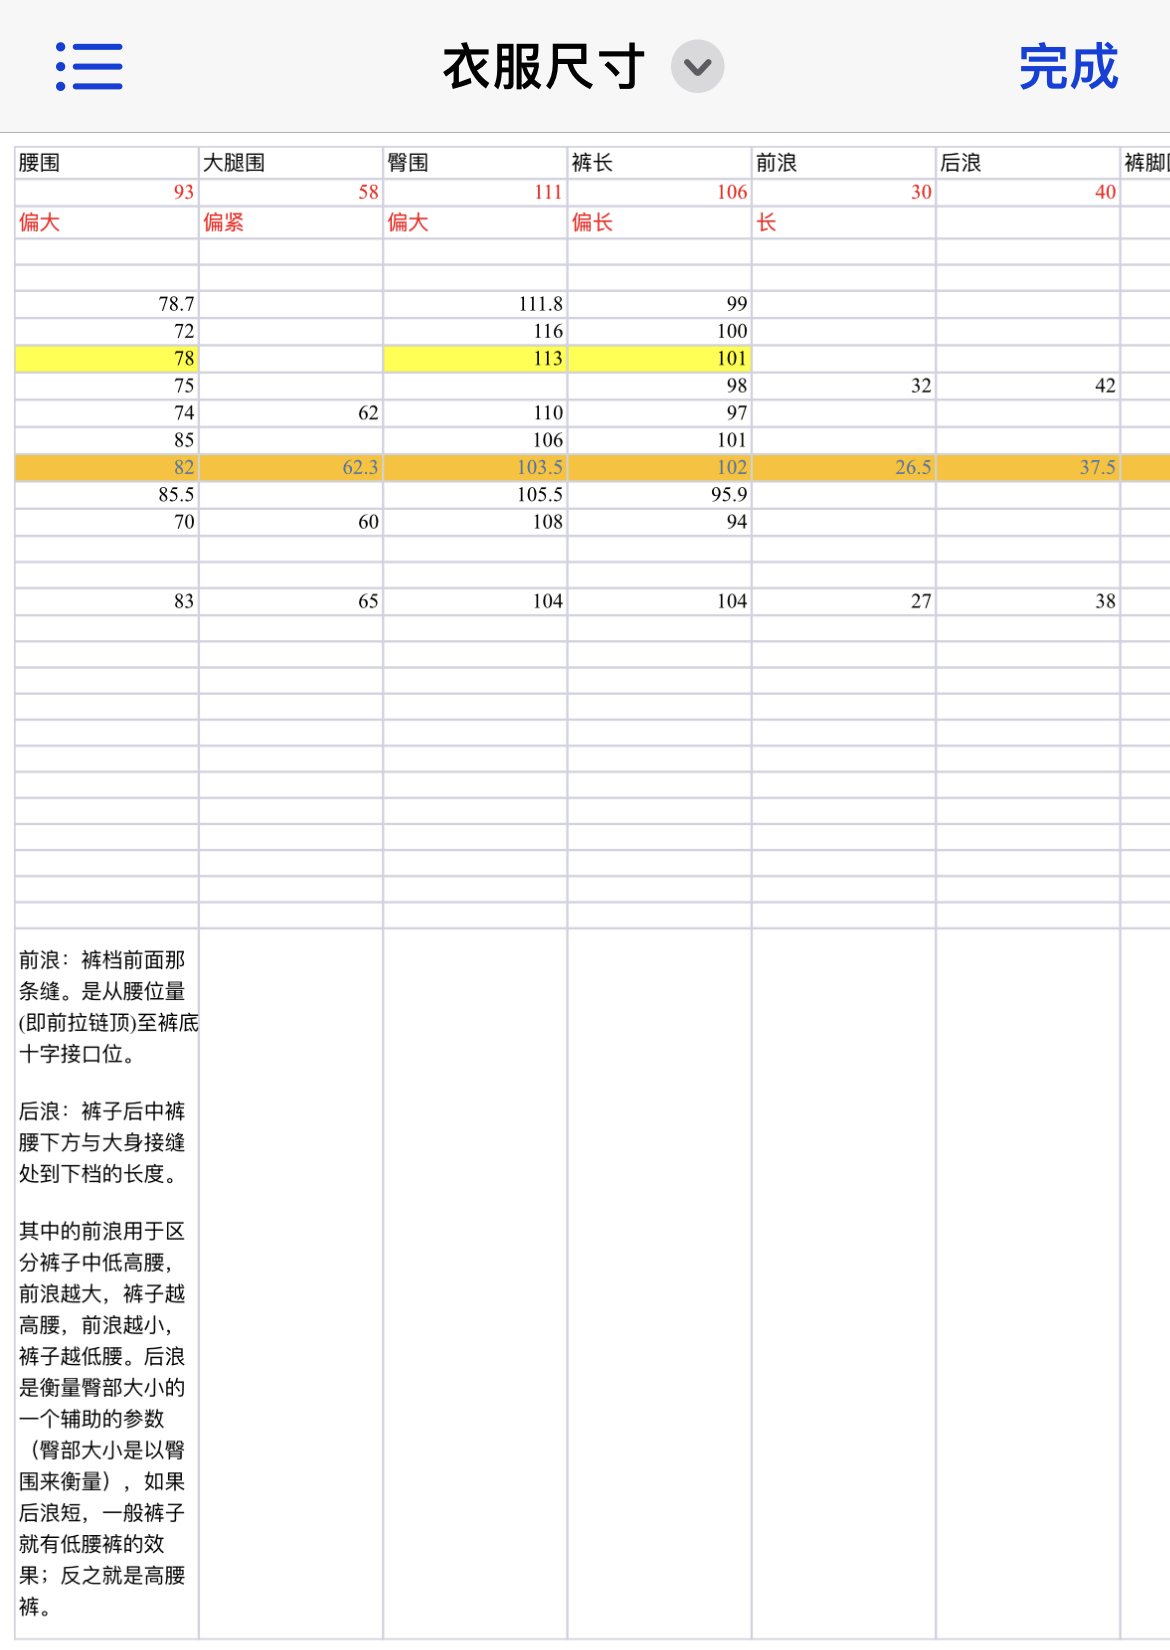 衣服尺寸
完成
腰围 大腿围 臀围 裤长 前浪 后浪 裤脚
93 58 111 106 30 40
偏大 偏紧 偏大 偏长 长
78.7 111.8 99
72 116 100
78 113 101
75 98 32 42
74 62 110 97
85 106 101
82 62.3 103.5 102 26.5 37.5
85.5 105.5 95.9
70 60 108 94
83 65 104 104 27 38
前浪：裤档前面那
条缝。是从腰位量
(即前拉链顶)至裤底
十字接口位。
后浪：裤子后中裤
腰下方与大身接缝
处到下档的长度。
其中的前浪用于区
分裤子中低高腰，
前浪越大，裤子越
高腰，前浪越小，
裤子越低腰。后浪
是衡量臀部大小的
一个辅助的参数
（臀部大小是以臀
围来衡量），如果
后浪短，一般裤子
就有低腰裤的效
果；反之就是高腰
裤。